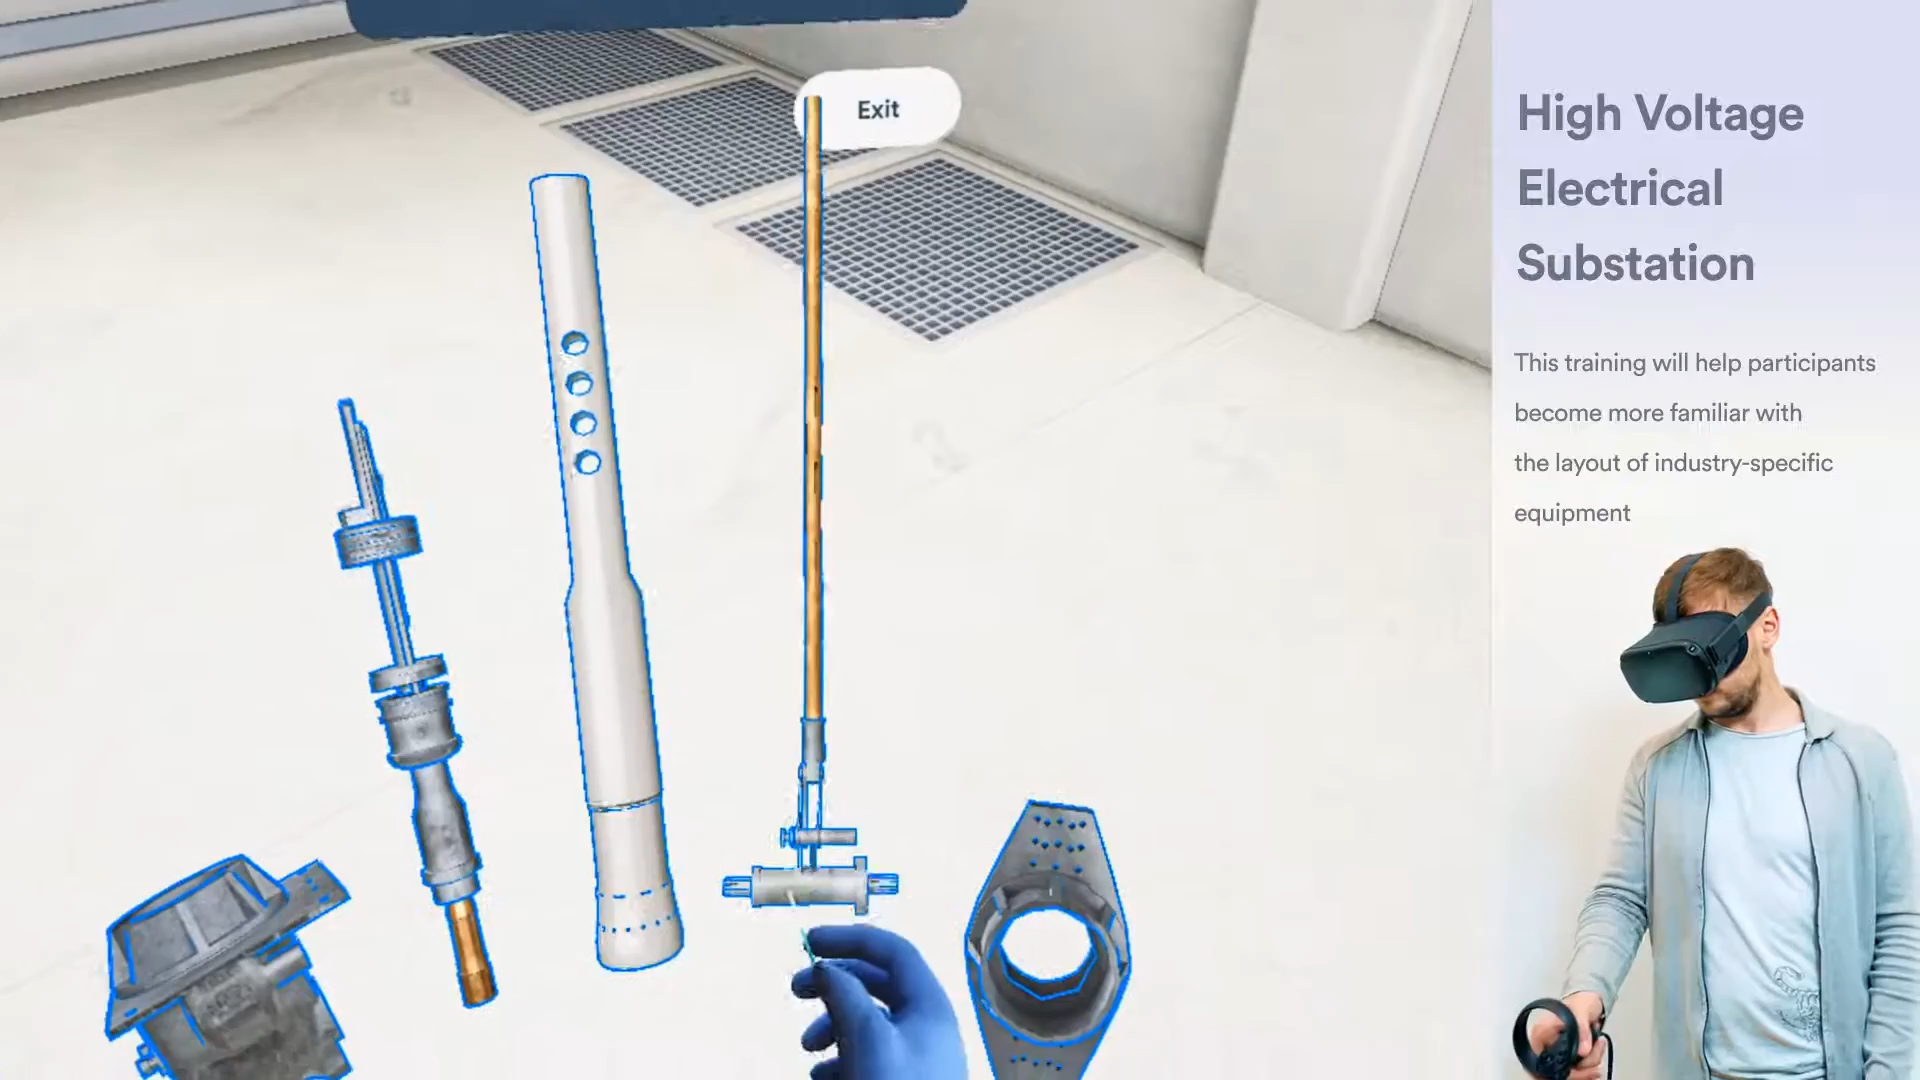 Exit
High Voltage
Electrical
Substation
This training will help participants
become more familiar with
the layout of industry-specific
equipment